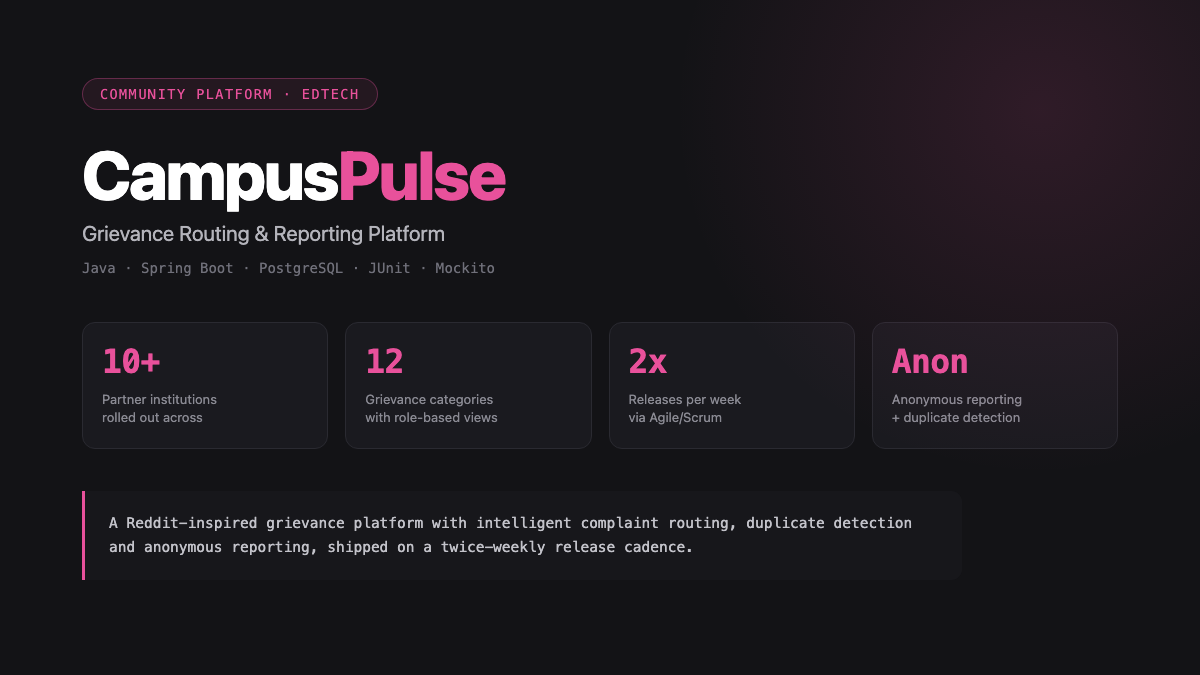 COMMUNITY PLATFORM · EDTECH
CampusPulse
Grievance Routing & Reporting Platform
Java · Spring Boot · PostgreSQL · JUnit · Mockito
10+
Partner institutions
rolled out across
12
Grievance categories
with role-based views
2x
Releases per week
via Agile/Scrum
Anon
Anonymous reporting
+ duplicate detection
A Reddit-inspired grievance platform with intelligent complaint routing, duplicate detection
and anonymous reporting, shipped on a twice-weekly release cadence.